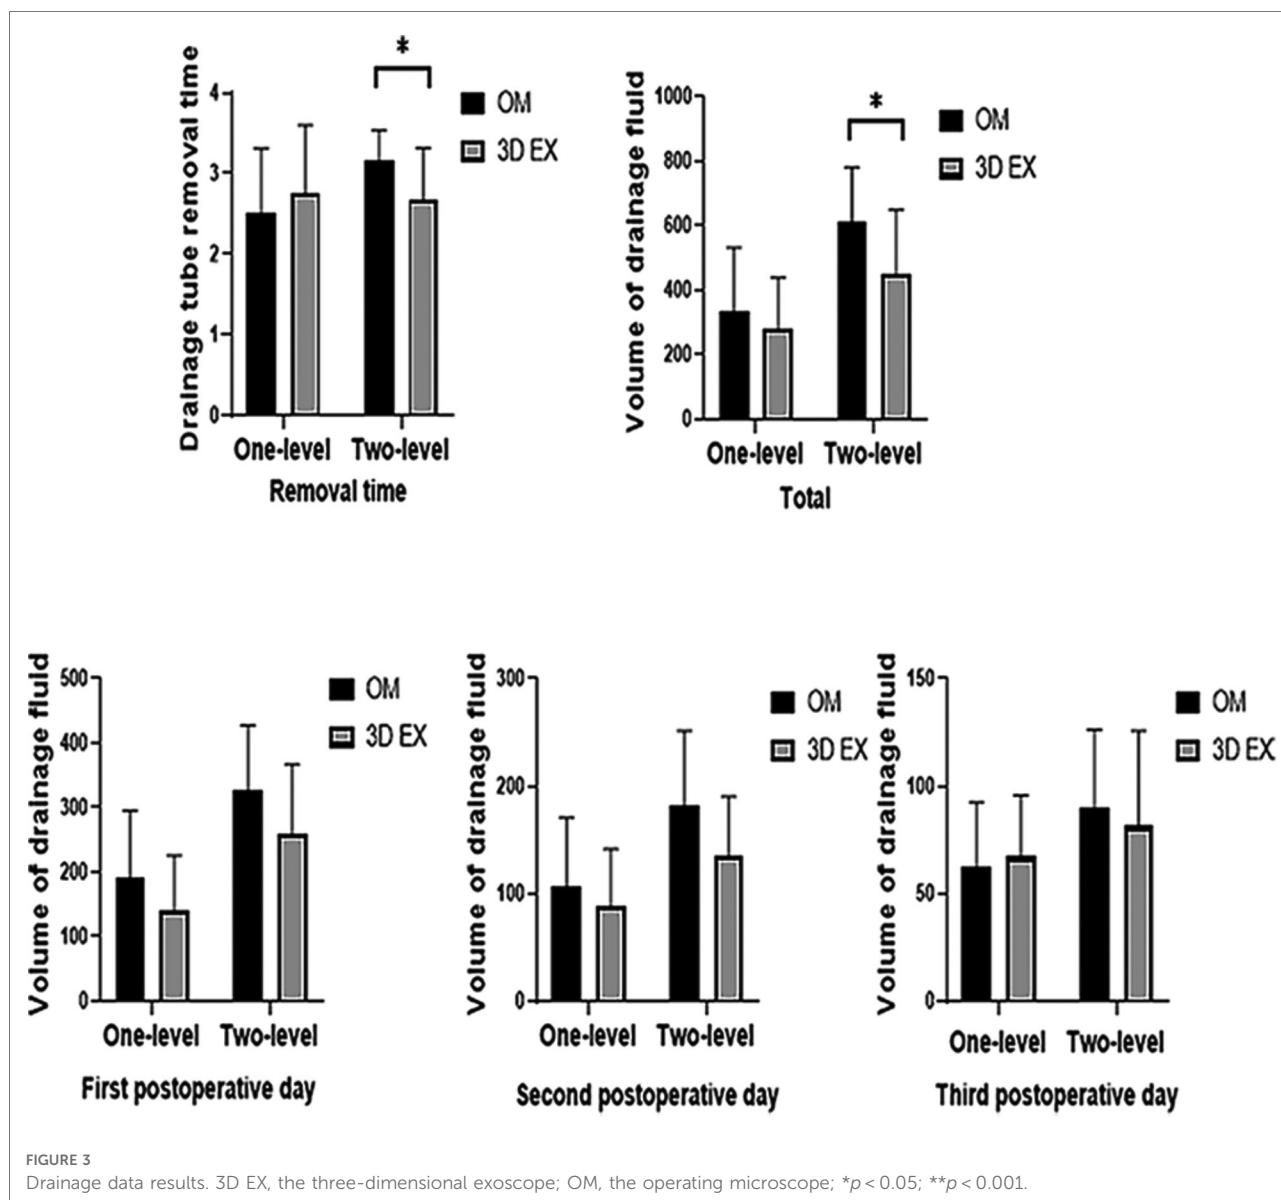 Drainage tube removal time
4
3
2
1
0
*
OM
3D EX
One-level Two-level
Removal time
Volume of drainage fluid
1000
800
600
400
200
0
*
OM
3D EX
One-level Two-level
Total
Volume of drainage fluid
500
400
300
200
100
0
OM
3D EX
One-level Two-level
First postoperative day
Volume of drainage fluid
300
200
100
0
OM
3D EX
One-level Two-level
Second postoperative day
Volume of drainage fluid
150
100
50
0
OM
3D EX
One-level Two-level
Third postoperative day
FIGURE 3
Drainage data results. 3D EX, the three-dimensional exoscope; OM, the operating microscope; *p < 0.05; **p < 0.001.